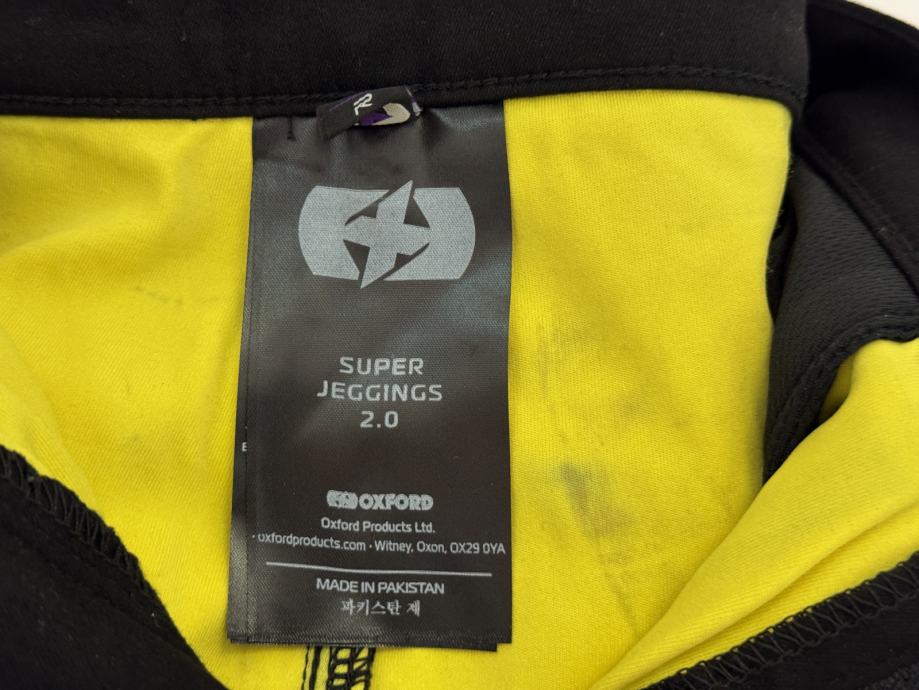 SUPER
JEGGINGS
2.0
OXFORD
Oxford Products Ltd.
oxfordproducts.com · Witney, Oxon, OX29 0YA
MADE IN PAKISTAN
파키스탄 제